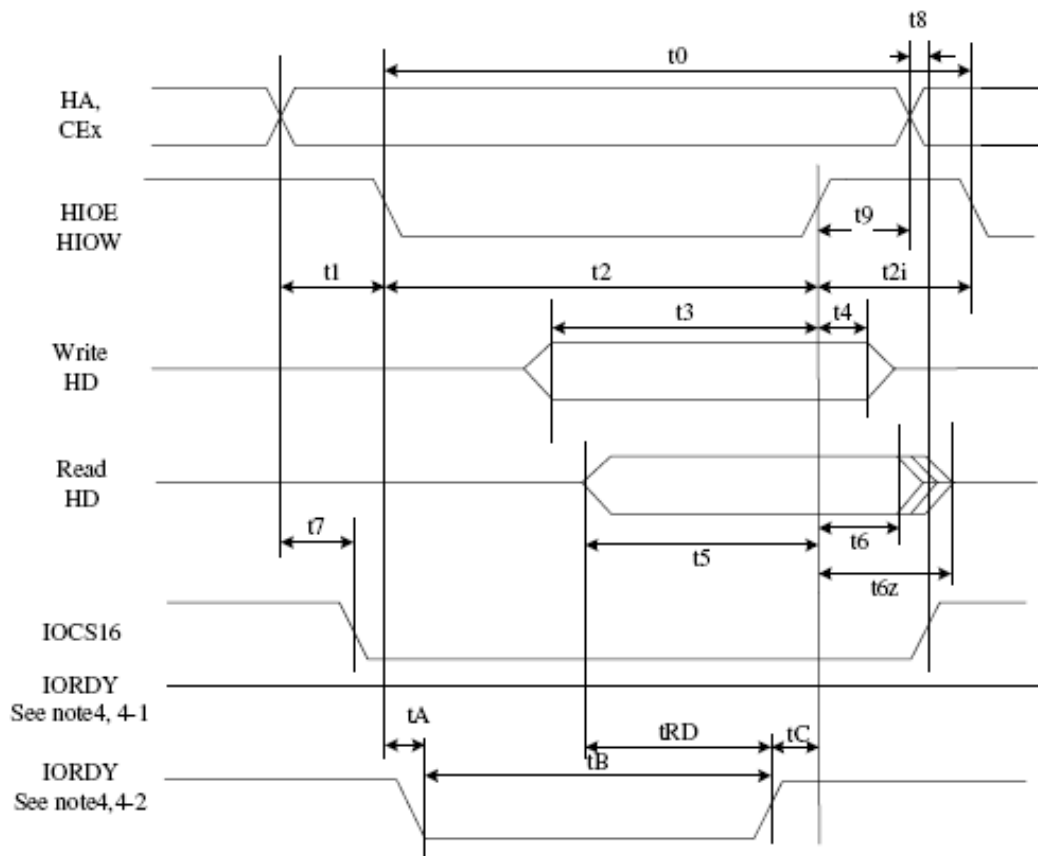 t8
t0
HA,
CEx
HIOE
HIOW
t9
t1
t2
t2i
t3
t4
Write
HD
Read
HD
t7
t5
t6
t6z
IOCS16
IORDY
See note4, 4-1
tA
tRD
tC
tB
IORDY
See note4,4-2